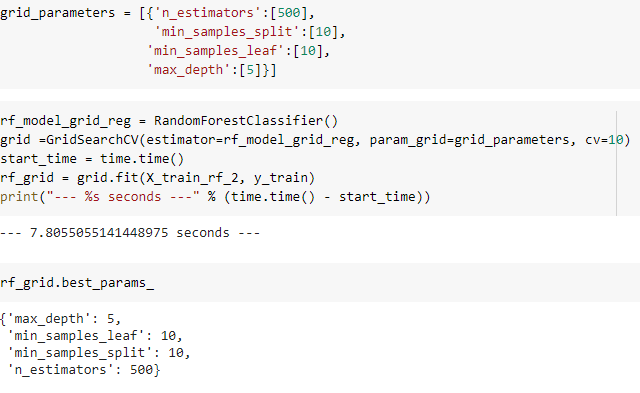 grid_parameters = [{'n_estimators':[500],
'min_samples_split':[10],
'min_samples_leaf':[10],
'max_depth':[5]}]
rf_model_grid_reg = RandomForestClassifier()
grid =GridSearchCV(estimator=rf_model_grid_reg, param_grid=grid_parameters, cv=10)
start_time = time.time()
rf_grid = grid.fit(X_train_rf_2, y_train)
print("--- %s seconds ---" % (time.time() - start_time))
--- 7.8055055141448975 seconds ---
rf_grid.best_params_
{'max_depth': 5,
'min_samples_leaf': 10,
'min_samples_split': 10,
'n_estimators': 500}